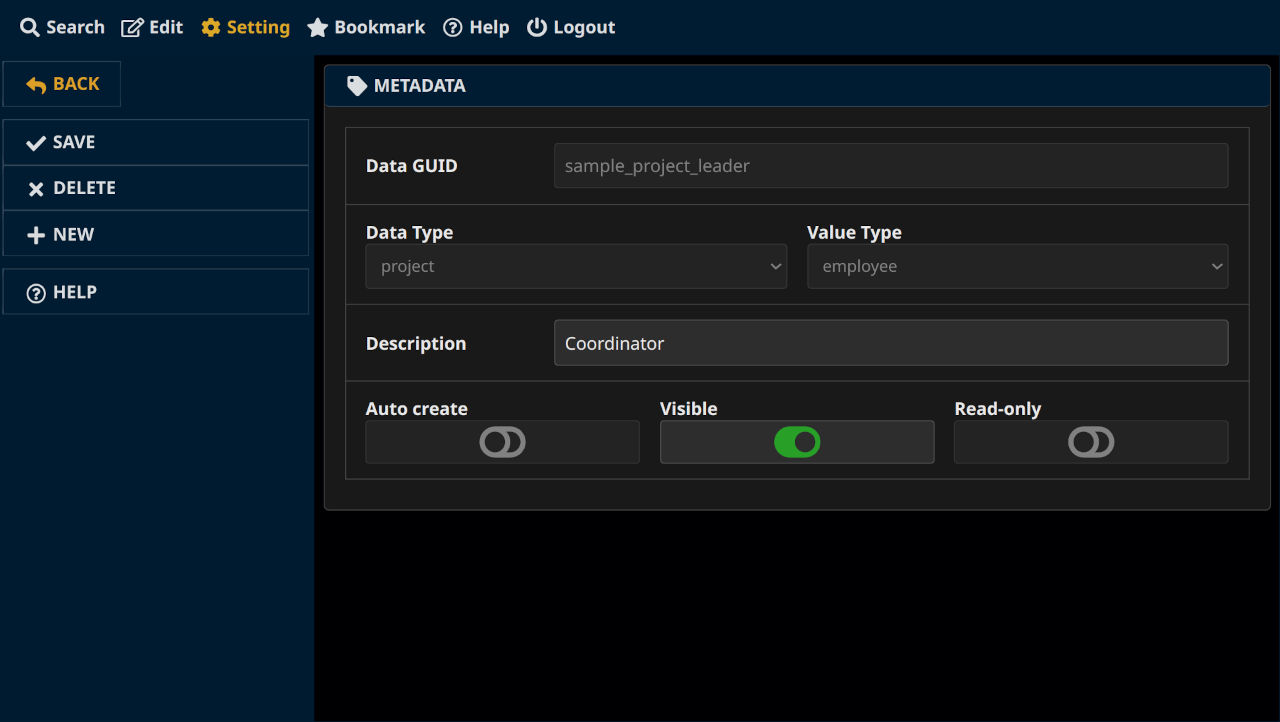 Search Edit Setting Bookmark Help Logout
BACK
SAVE
DELETE
NEW
HELP
METADATA
Data GUID sample_project_leader
Data Type Value Type
project employee
Description Coordinator
Auto create Visible Read-only